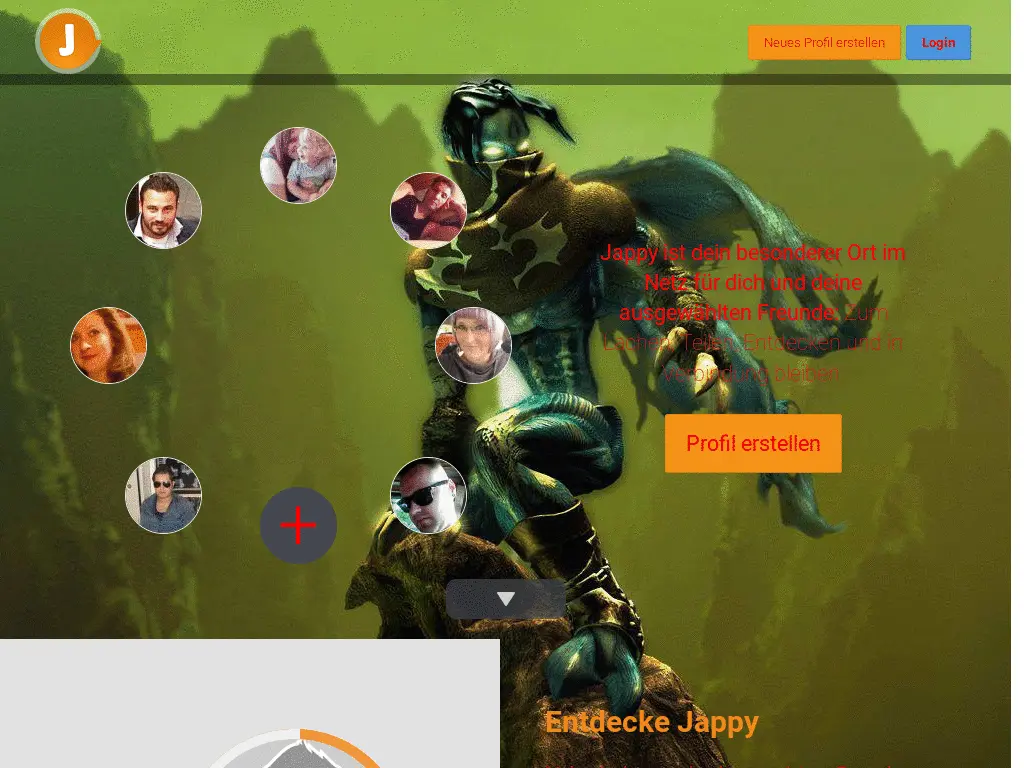 J
Neues Profil erstellen
Login
Jappy ist dein besonderer Ort im
Netz für dich und deine
ausgewählten Freunde: Zum
Lachen, Teilen, Entdecken und in
Verbindung bleiben
Profil erstellen
Entdecke Jappy